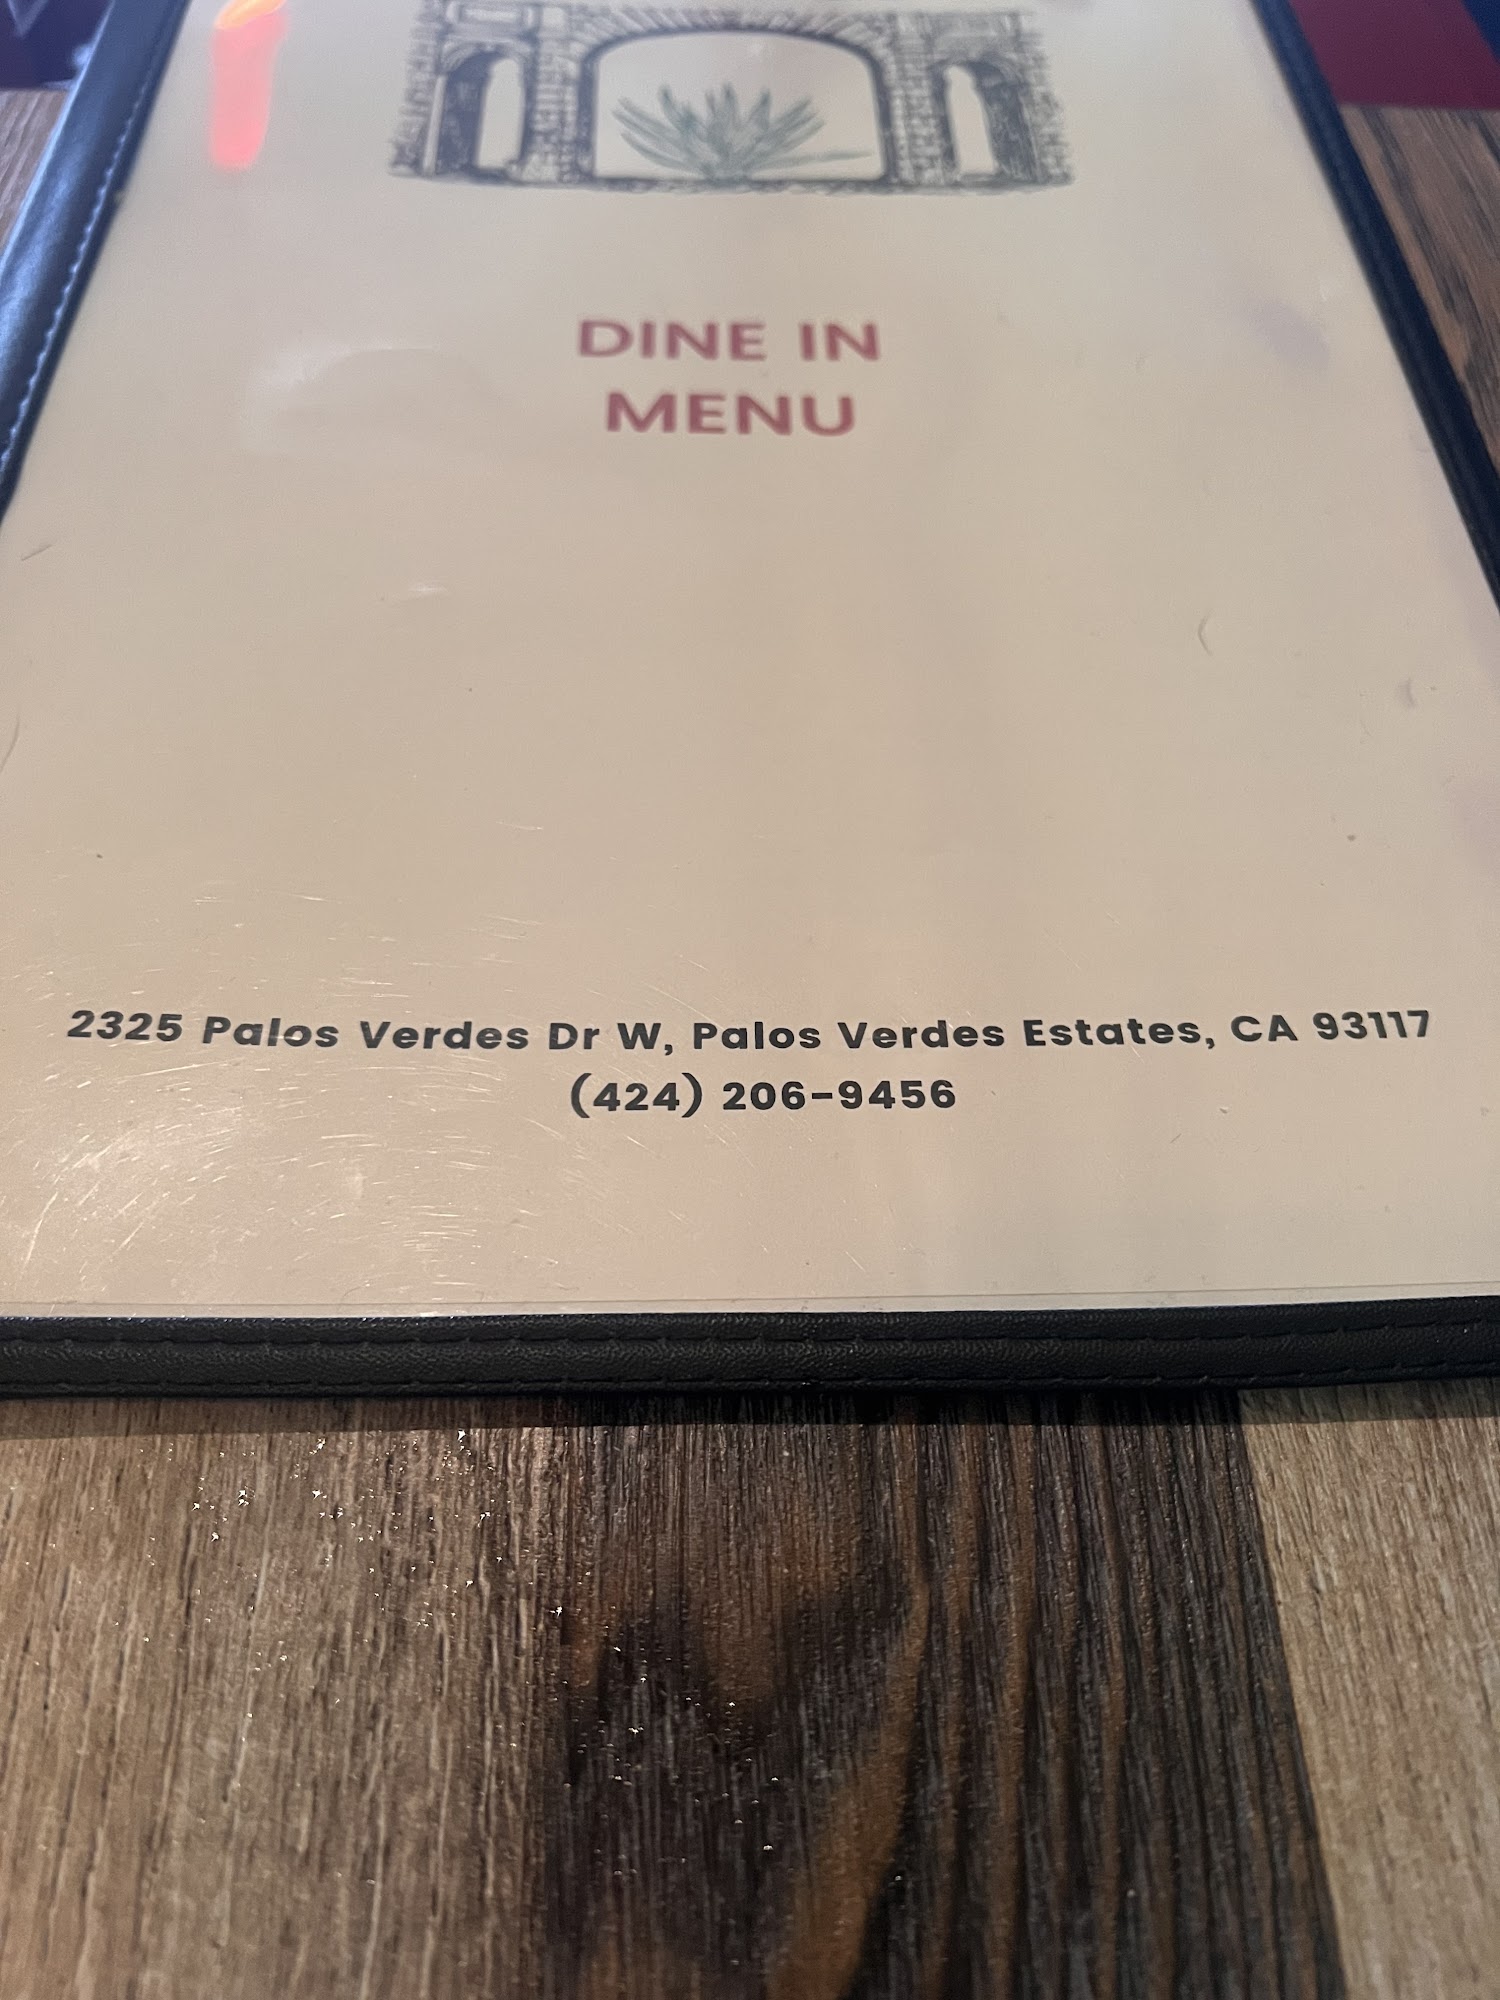 DINE IN
MENU
2325 Palos Verdes Dr W, Palos Verdes Estates, CA 93117
(424) 206-9456